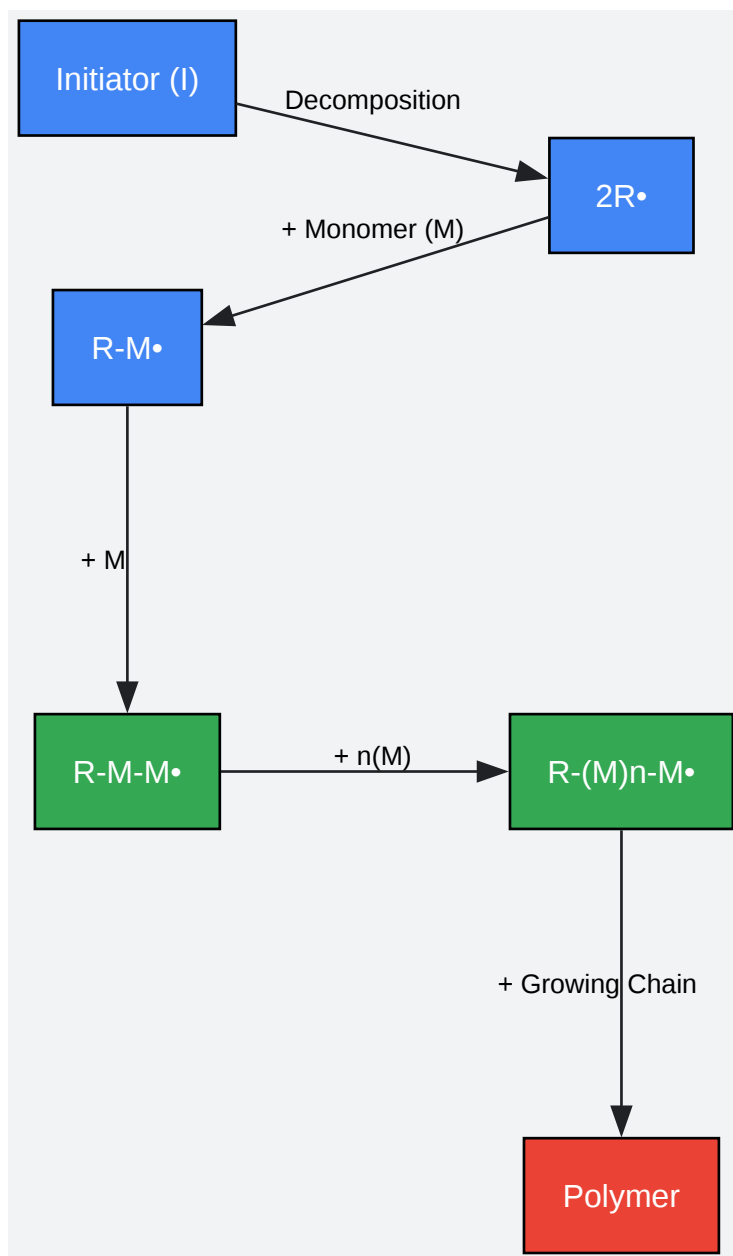 Initiator (I)
Decomposition
2R•
+ Monomer (M)
R-M•
+ M
R-M-M•
+ n(M)
R-(M)n-M•
+ Growing Chain
Polymer